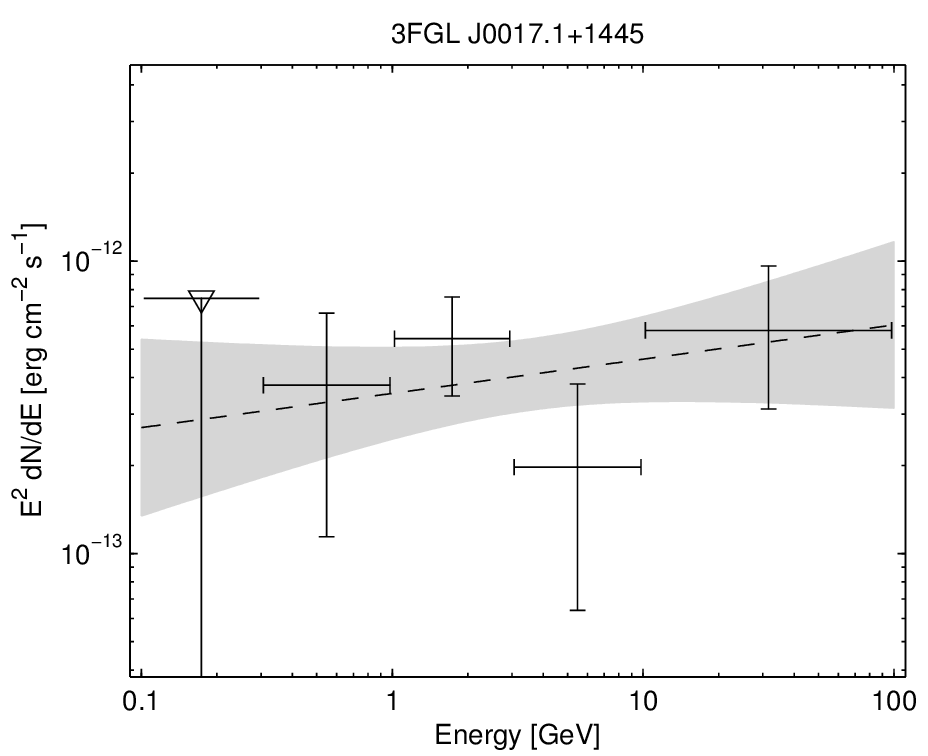 3FGL J0017.1+1445
E² dN/dE [erg cm⁻² s⁻¹]
10⁻¹²
10⁻¹³
0.1 1 10 100
Energy [GeV]